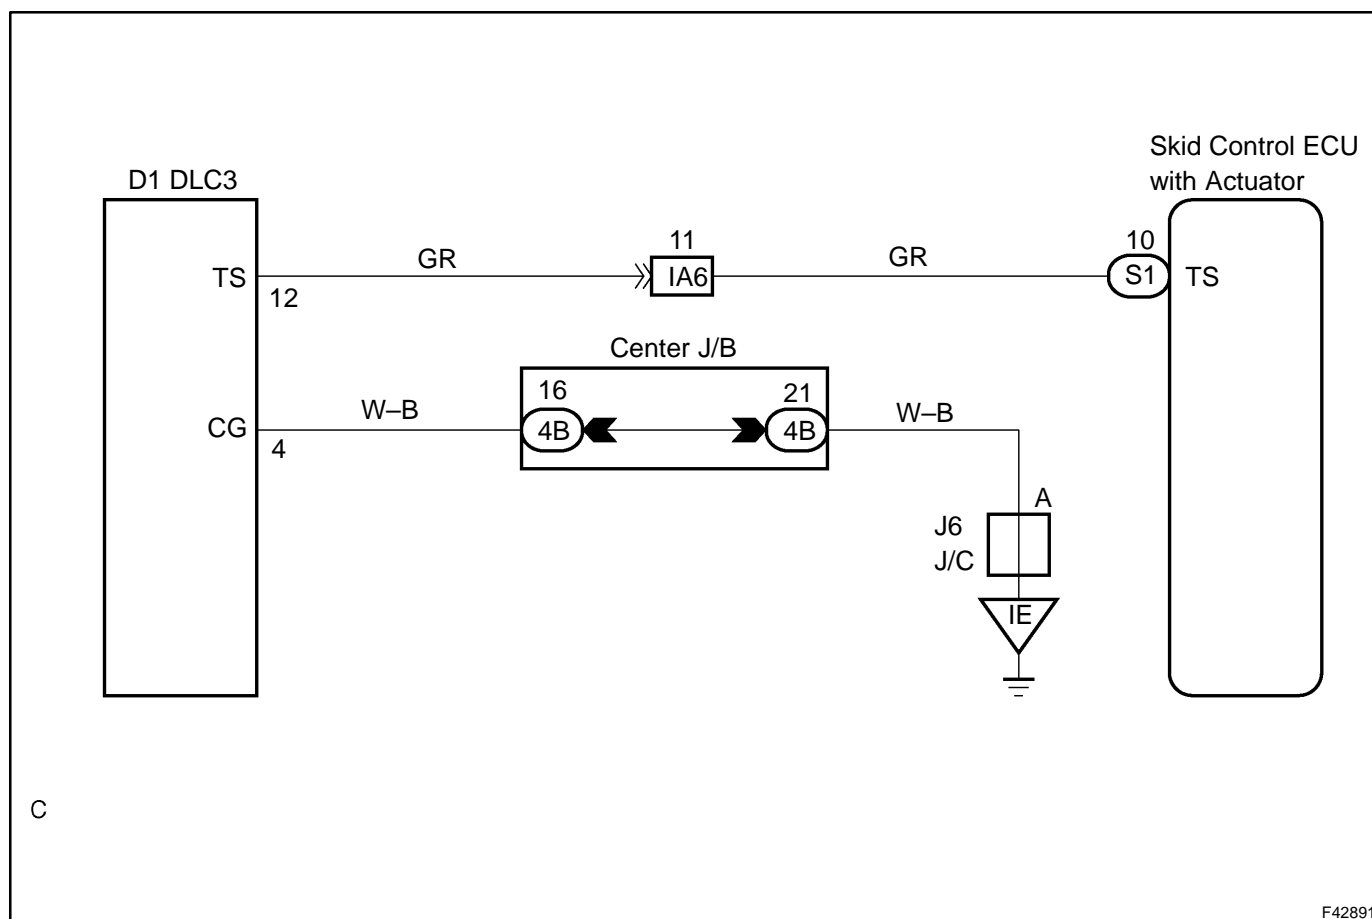 Skid Control ECU
with Actuator
D1 DLC3
11
10
GR
GR
TS
IA6
S1
TS
12
Center J/B
16
21
W–B
W–B
CG
4B
4B
4
A
J6
J/C
IE
C
F42891